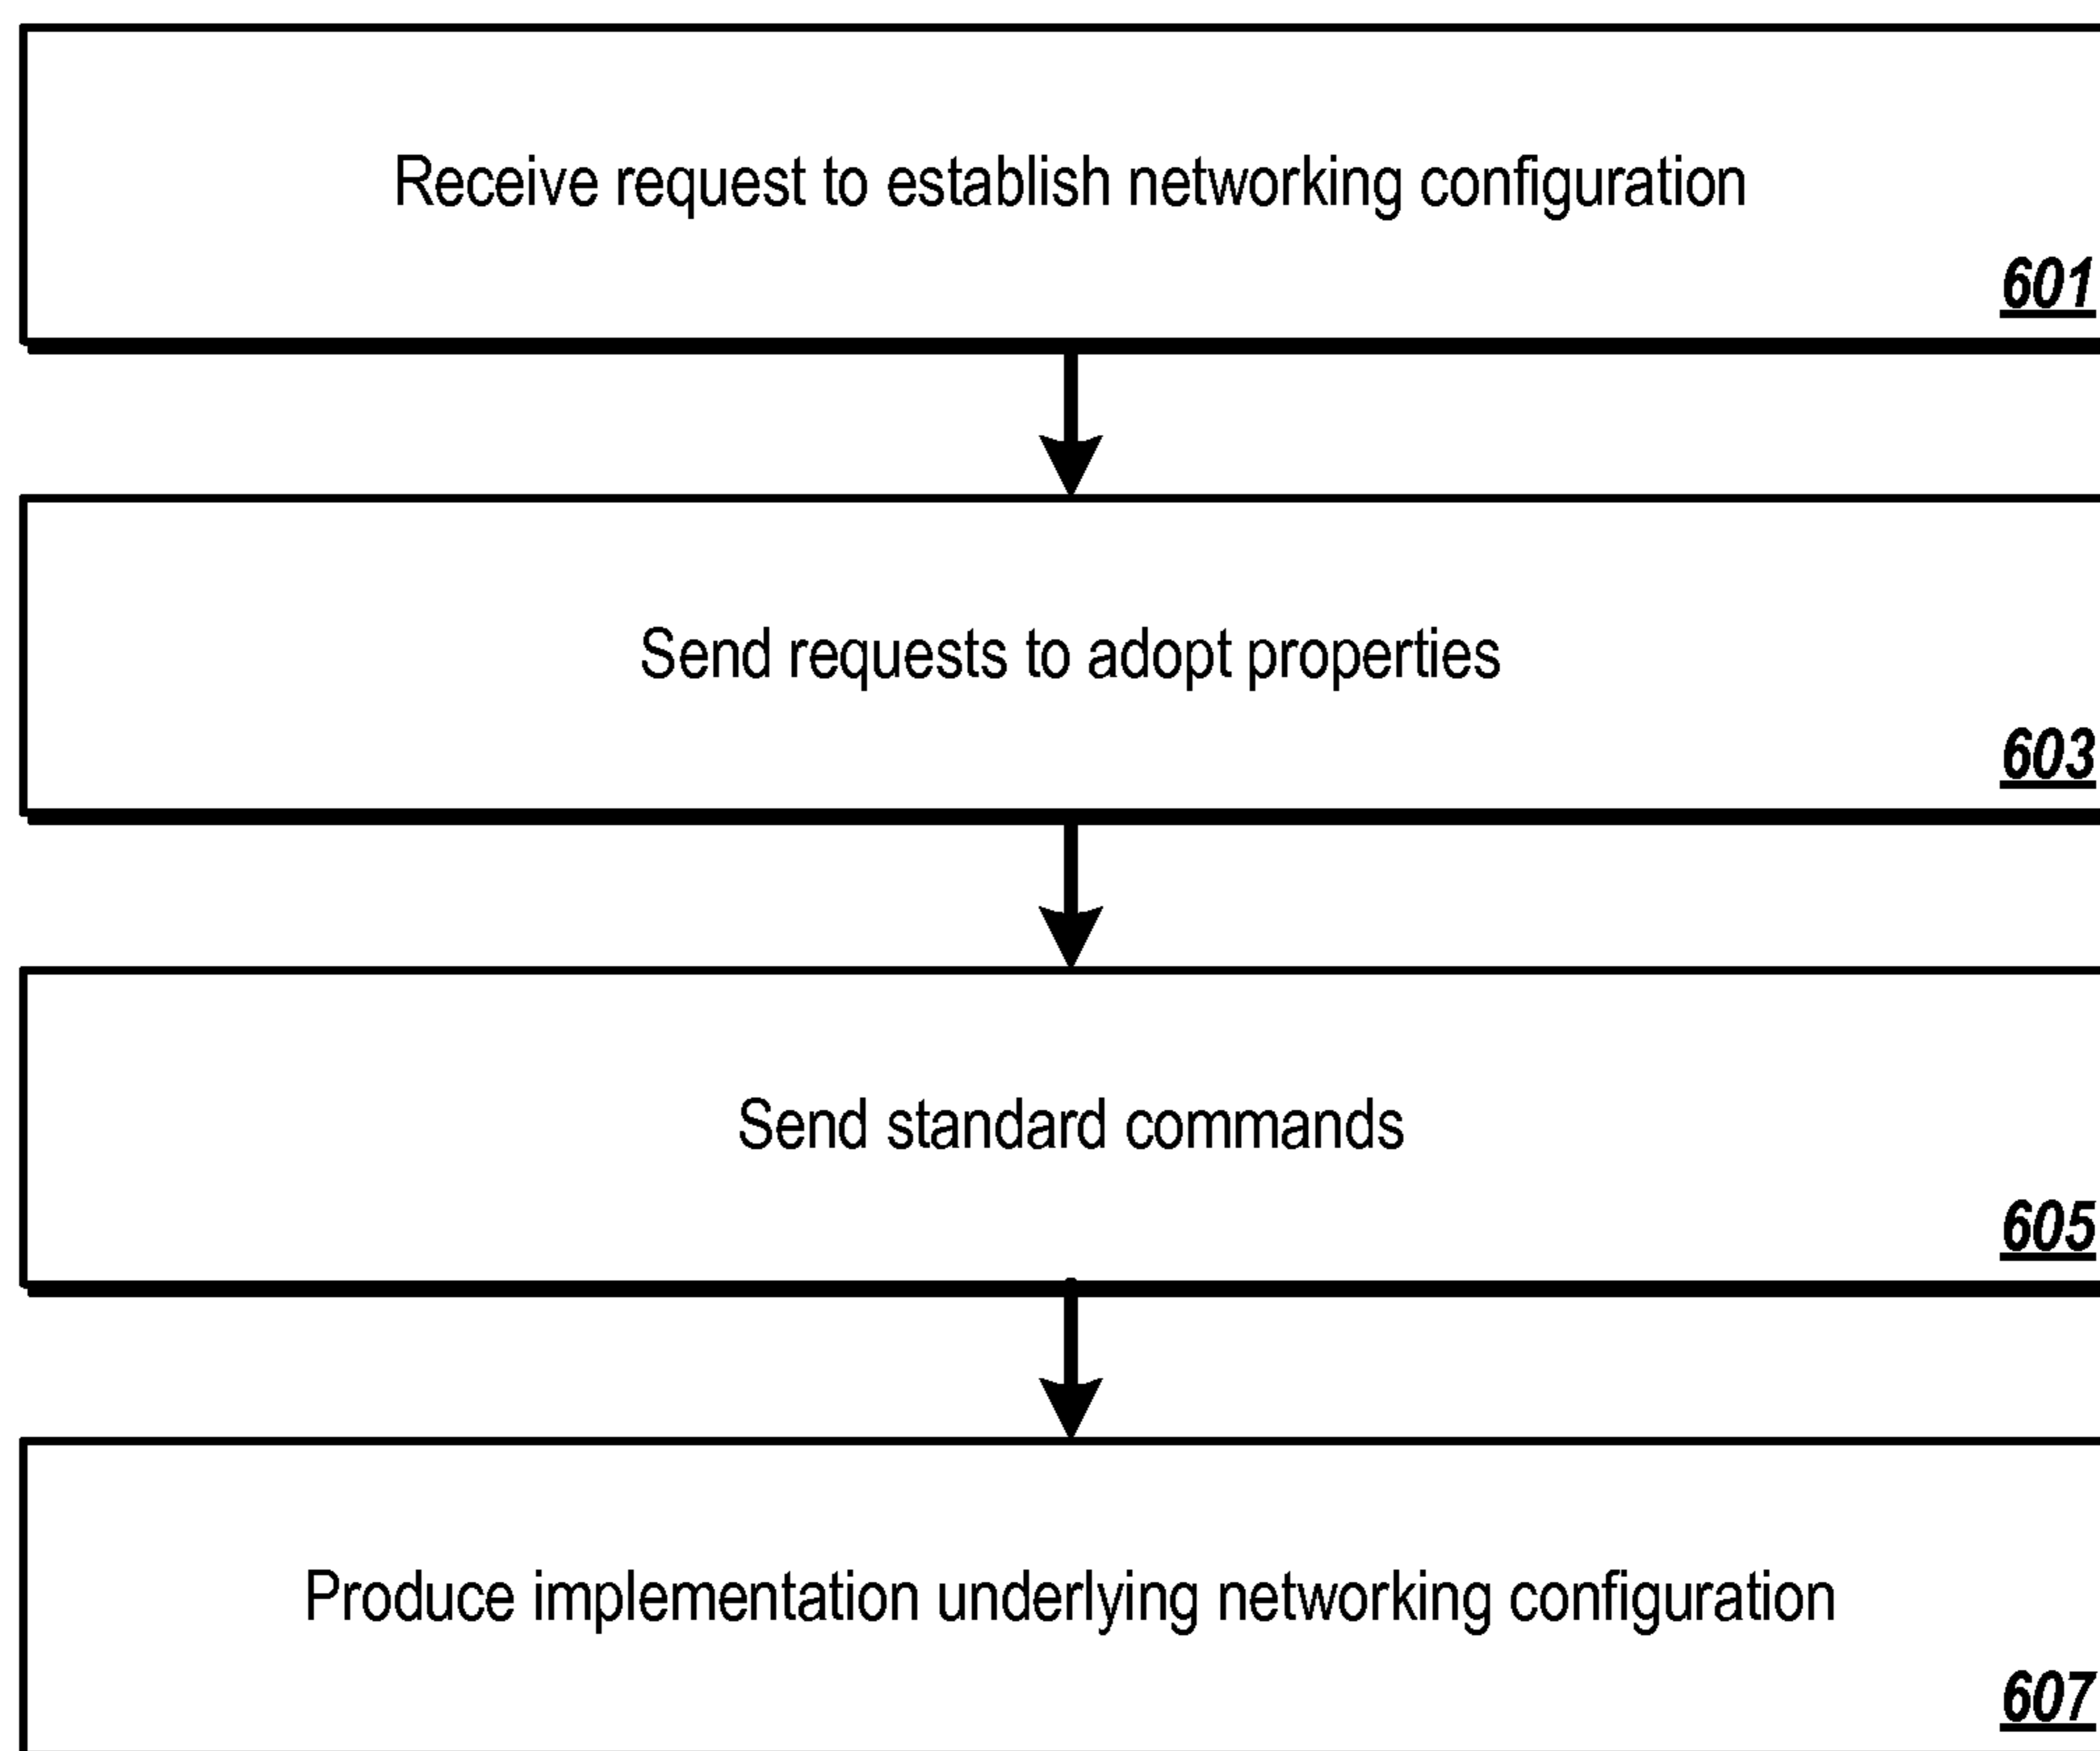 Receive request to establish networking configuration
601
Send requests to adopt properties
603
Send standard commands
605
Produce implementation underlying networking configuration
607